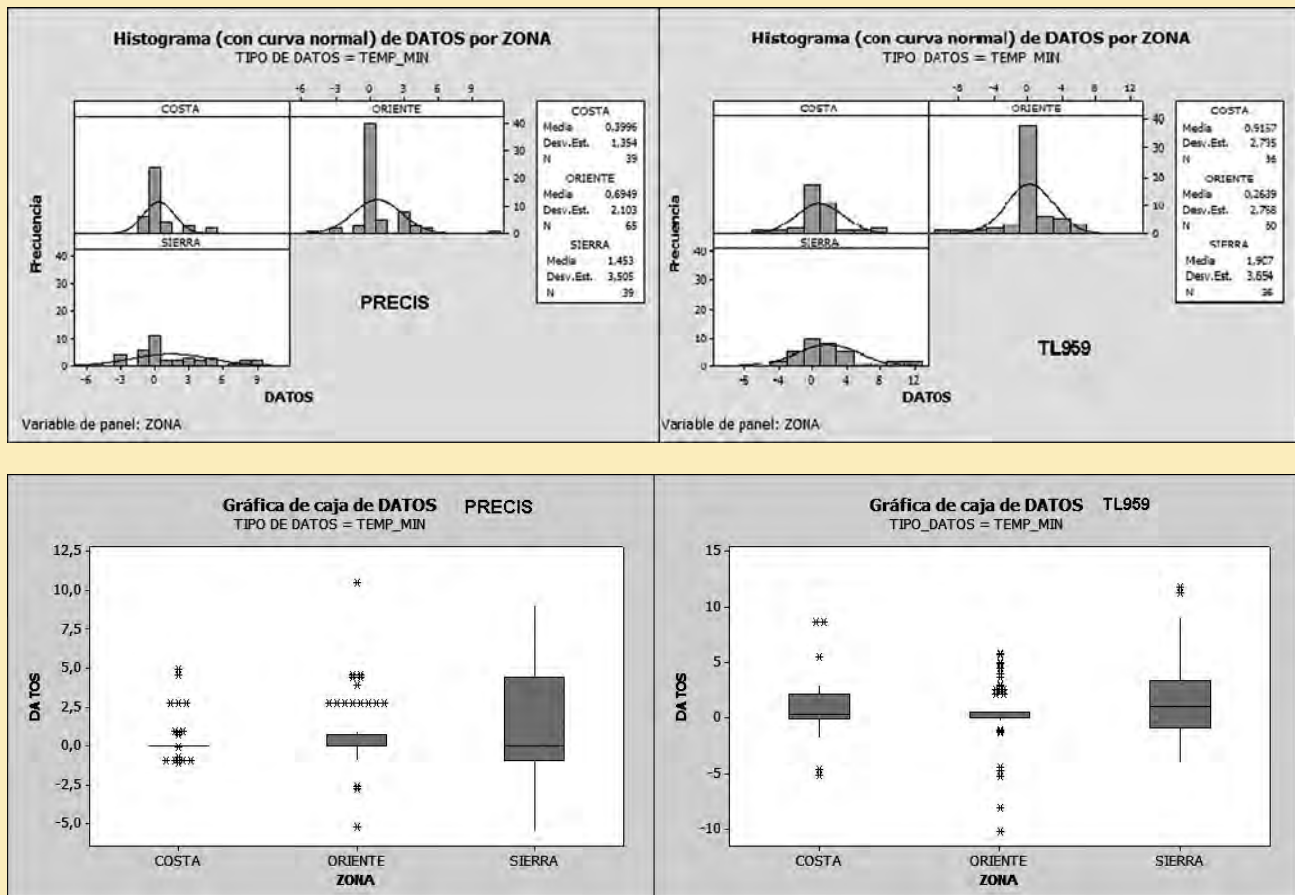 Histograma (con curva normal) de DATOS por ZONA
TIPO DE DATOS = TEMP_MIN
-6 -3 0 3 6 9
COSTA
ORIENTE
40
30
20
10
0
SIERRA
40
30
20
10
0
-6 -3 0 3 6 9
Frecuencia
DATOS
PRECIS
COSTA
Media 0,3996
Desv.Est. 1,354
N 39
ORIENTE
Media 0,6949
Desv.Est. 2,103
N 65
SIERRA
Media 1,453
Desv.Est. 3,505
N 39
Variable de panel: ZONA
Histograma (con curva normal) de DATOS por ZONA
TIPO DATOS = TEMP MIN
-8 -4 0 4 8 12
COSTA
ORIENTE
40
30
20
10
0
SIERRA
40
30
20
10
0
-8 -4 0 4 8 12
Frecuencia
DATOS
TL959
COSTA
Media
Desv.Est.
N 36
ORIENTE
Media 0,2639
Desv.Est.
N 60
SIERRA
Media 1,907
Desv.Est.
N 36
Variable de panel: ZONA
Gráfica de caja de DATOS PRECIS
TIPO DE DATOS = TEMP_MIN
12,5
10,0
7,5
5,0
2,5
0,0
-2,5
-5,0
DATOS
COSTA ORIENTE SIERRA
ZONA
Gráfica de caja de DATOS TL959
TIPO_DATOS = TEMP_MIN
15
10
5
0
-5
-10
DATOS
COSTA ORIENTE SIERRA
ZONA